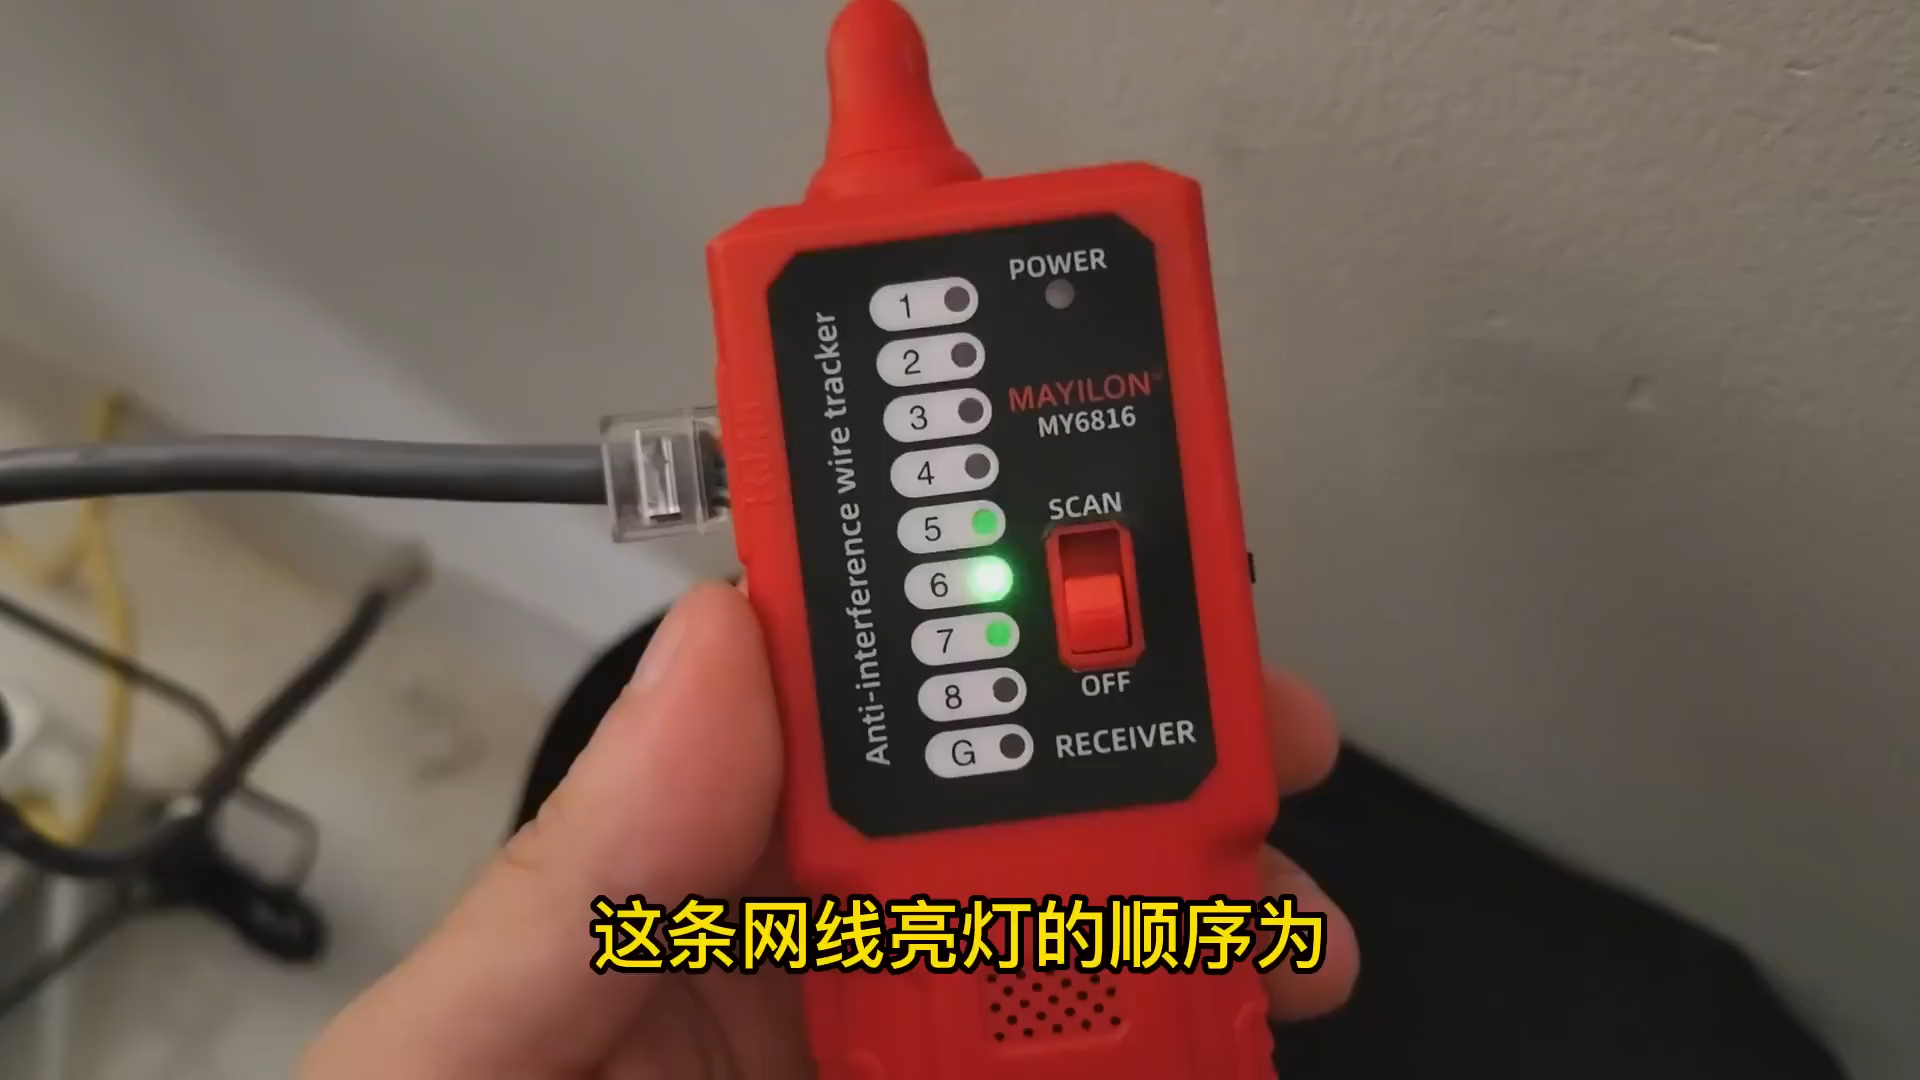 POWER
1
2
3
4
5
6
7
8
G
Anti-interference wire tracker
MAYILON®
MY6816
SCAN
OFF
RECEIVER
这条网线亮灯的顺序为